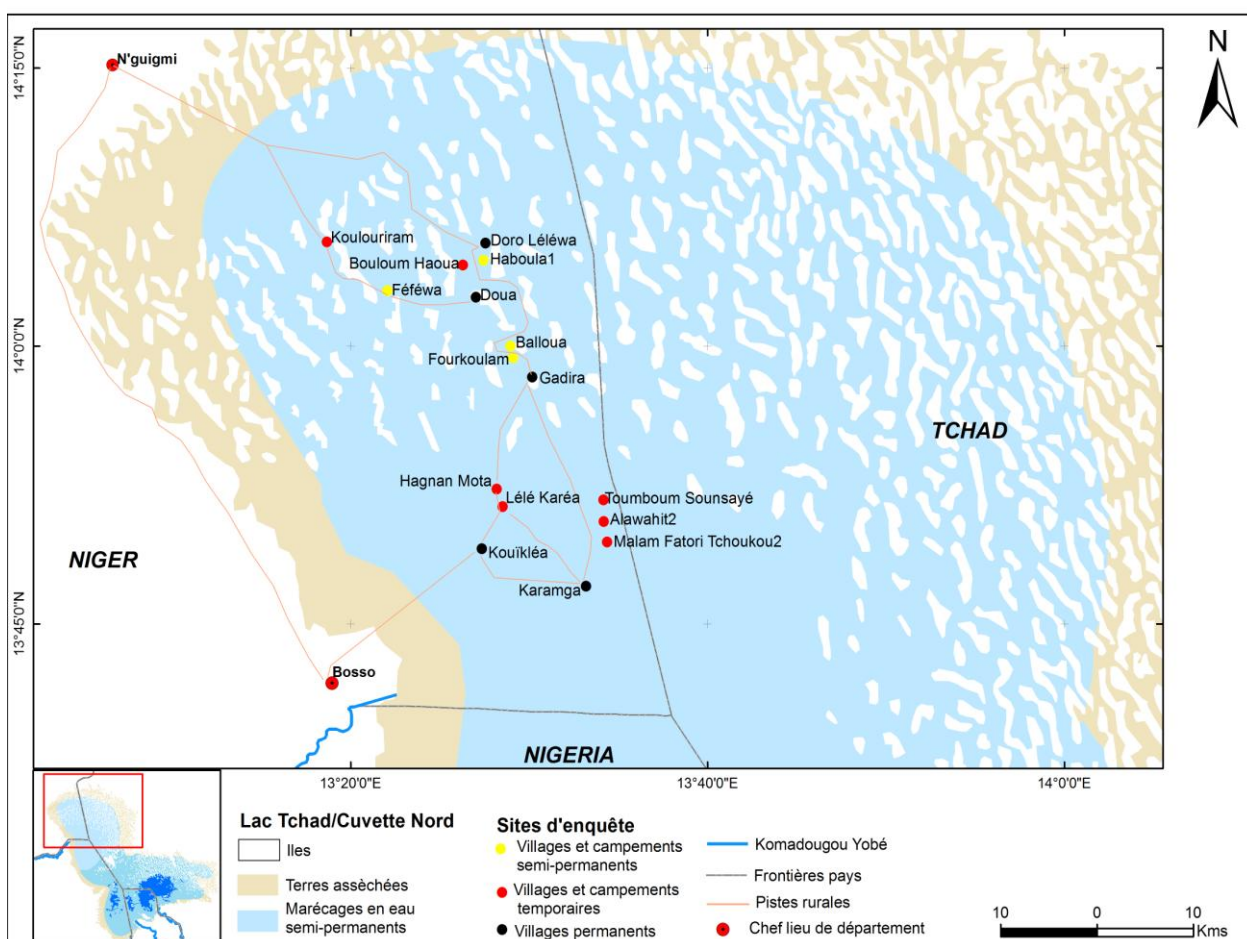 N
14°15'0"N
N'guigmi
Koulouriram
Doro Léléwa
Bouloum Haoua
Haboula1
Féféwa
Doua
14°0'0"N
Balloua
Fourkoulam
Gadira
TCHAD
Hagnan Mota
Lélé Karéa
Toumboum Sounsayé
Alawahit2
NIGER
Kouïkléa
Malam Fatori Tchoukou2
Karamga
13°45'0"N
Bosso
NIGERIA
13°20'0"E
13°40'0"E
14°0'0"E
Lac Tchad/Cuvette Nord
Iles
Terres assèchées
Marécages en eau
semi-permanents
Sites d'enquête
Villages et campements
semi-permanents
Villages et campements
temporaires
Villages permanents
Komadougou Yobé
Frontières pays
Pistes rurales
Chef lieu de département
10 0 10
Kms